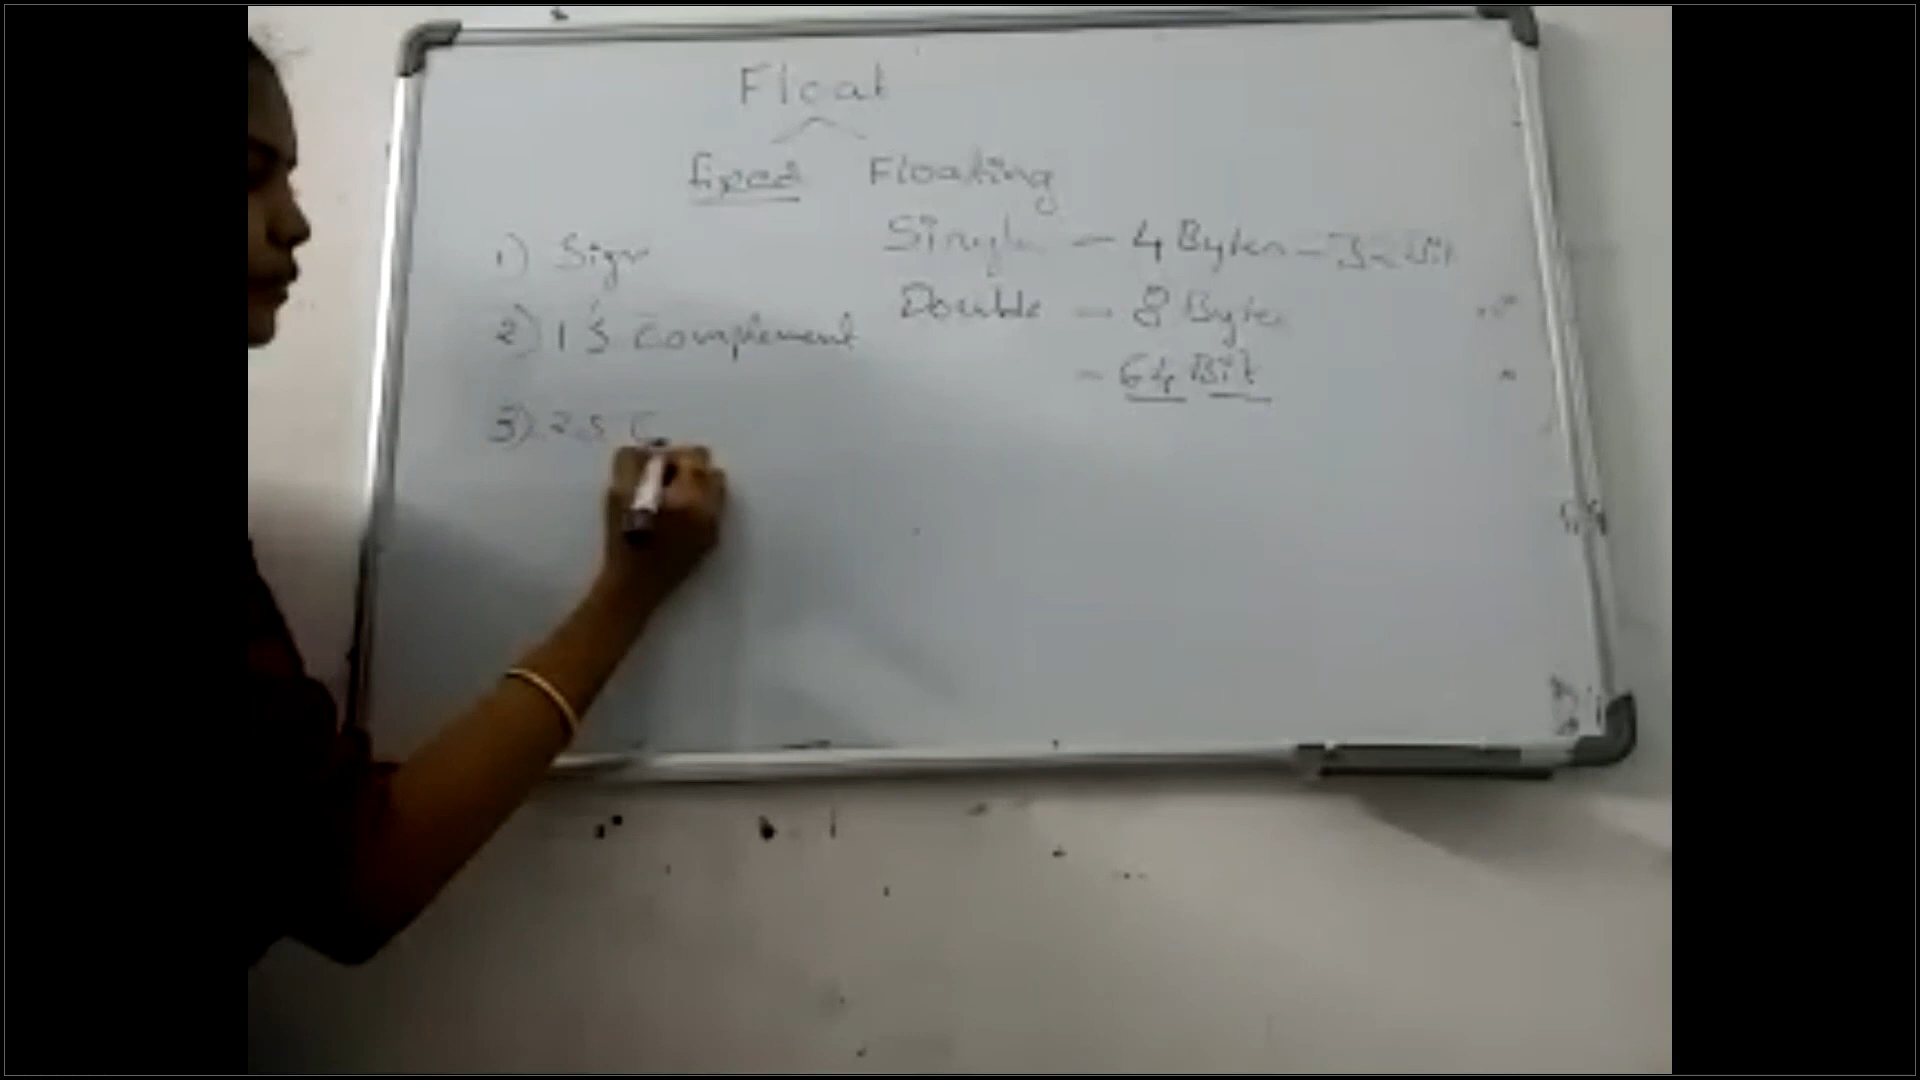 Float
fixed Floating
1) Sign
2) 1's Complement
3) 2's C
Single - 4 Bytes - 32 Bit
Double - 8 Bytes
- 64 Bit